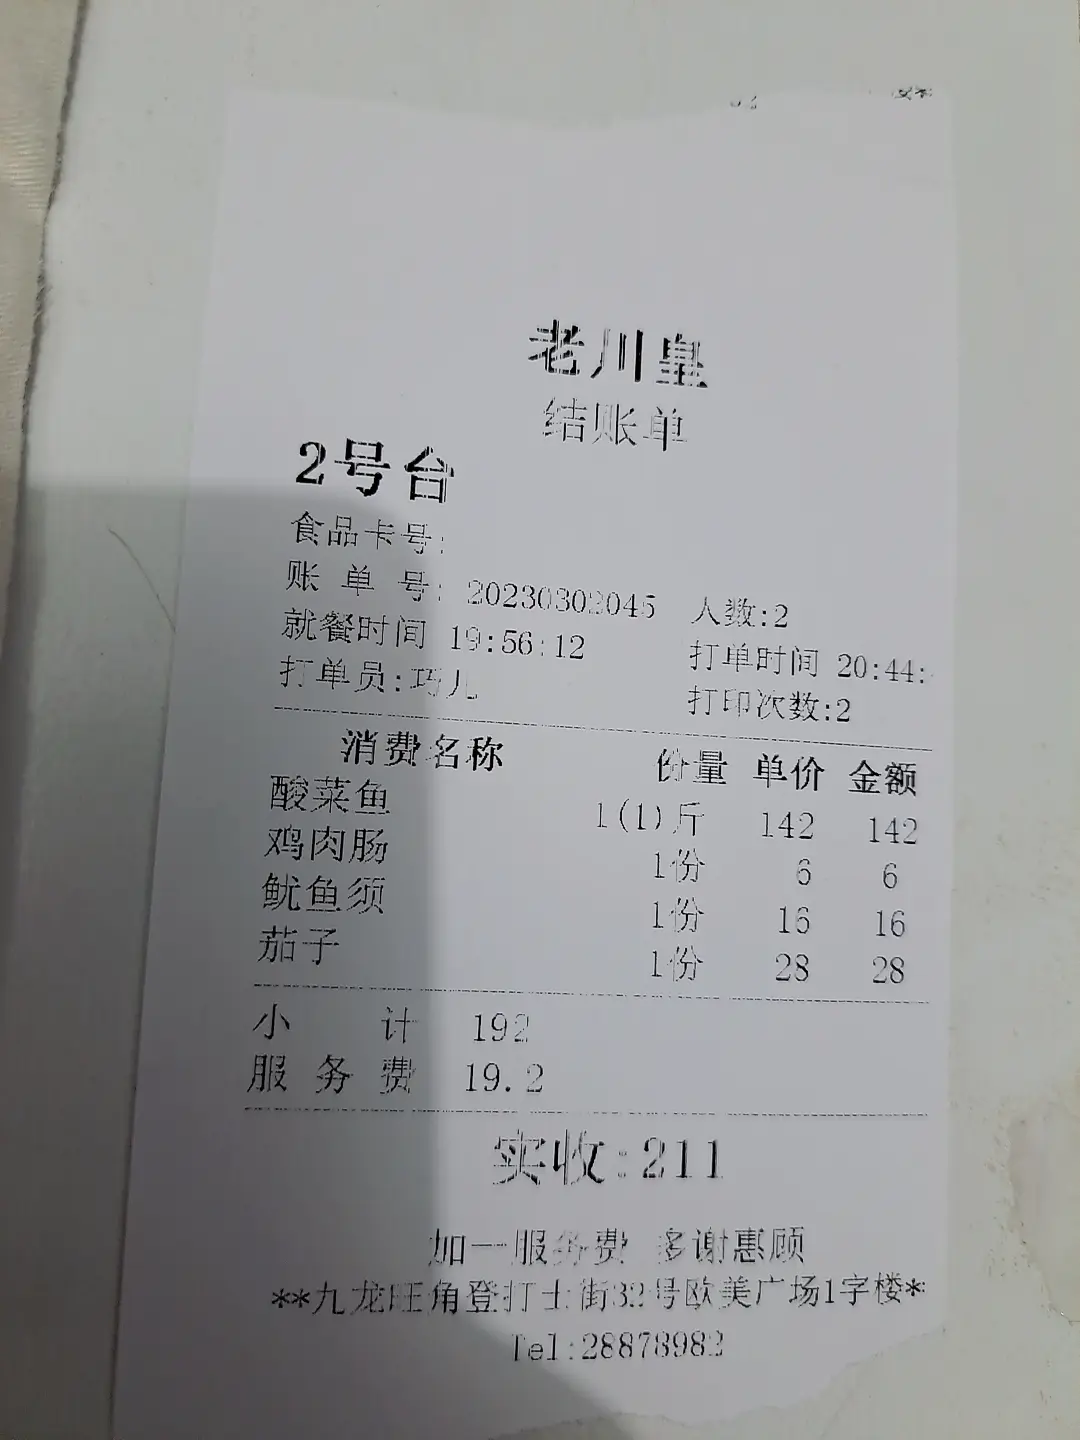 老川皇
结账单
2号台
食品卡号:
账 单 号: 20230302045 人数:2
就餐时间 19:56:12 打单时间 20:44:
打单员:巧儿 打印次数:2
消费名称 份量 单价 金额
酸菜鱼 1(1)斤 142 142
鸡肉肠 1份 6 6
鱿鱼须 1份 16 16
茄子 1份 28 28
小 计 192
服 务 费 19.2
实收:211
加一服务费 多谢惠顾
**九龙旺角登打士街32号欧美广场1字楼*
Tel:28878982